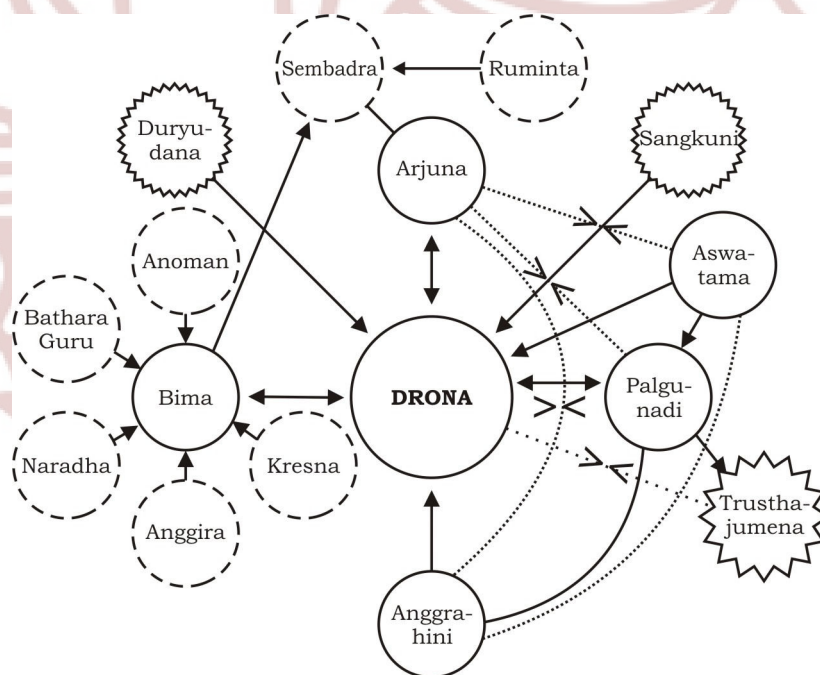 Sembadra
Ruminta
Duryu-
dana
Sangkuni
Arjuna
Anoman
Aswa-
tama
Bathara
Guru
Bima
DRONA
Palgu-
nadi
Naradha
Kresna
Anggira
Trustha-
jumena
Anggra-
hini